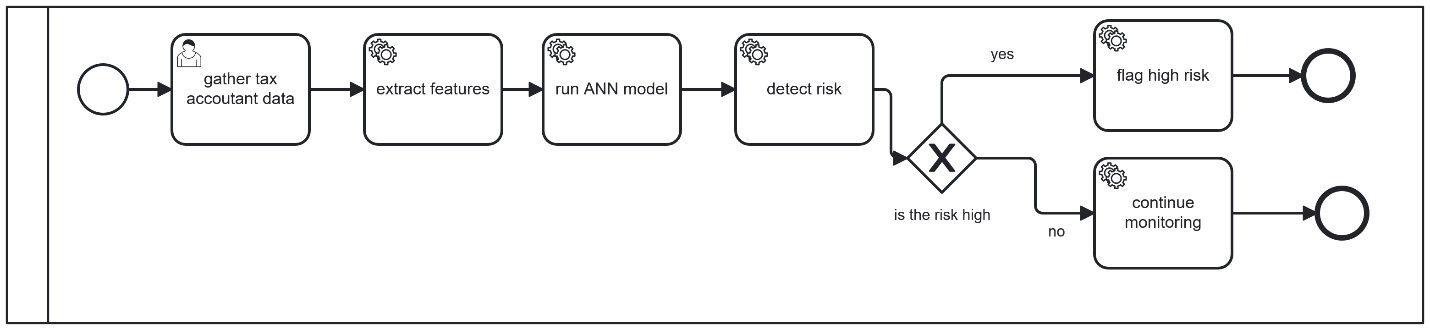 gather tax
accoutant data
extract features
run ANN model
detect risk
is the risk high
yes
flag high risk
no
continue
monitoring